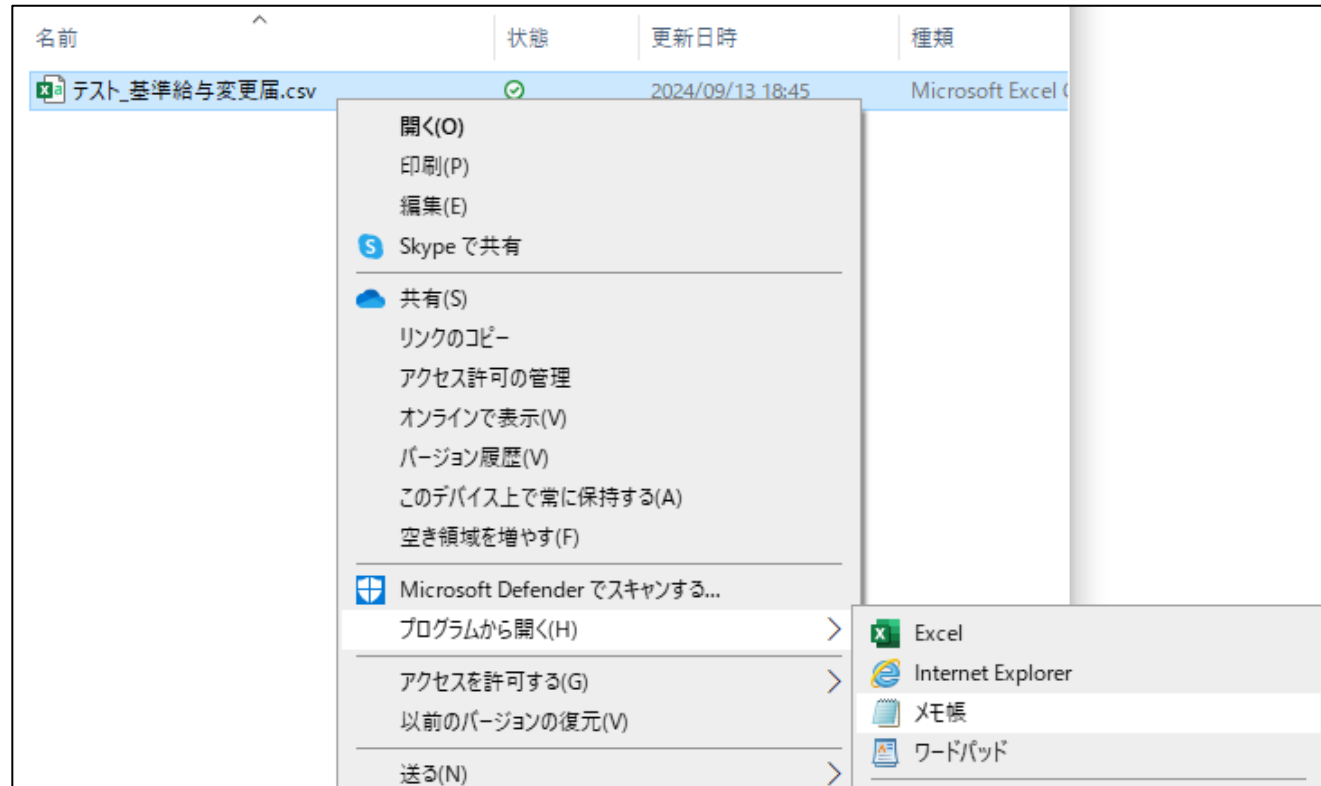 名前 状態 更新日時 種類
テスト_基準給与変更届.csv 2024/09/13 18:45 Microsoft Excel
開く(O)
印刷(P)
編集(E)
Skype で共有
共有(S)
リンクのコピー
アクセス許可の管理
オンラインで表示(V)
バージョン履歴(V)
このデバイス上で常に保持する(A)
空き領域を増やす(F)
Microsoft Defender でスキャンする...
プログラムから開く(H)
Excel
Internet Explorer
メモ帳
ワードパッド
アクセスを許可する(G)
以前のバージョンの復元(V)
送る(N)